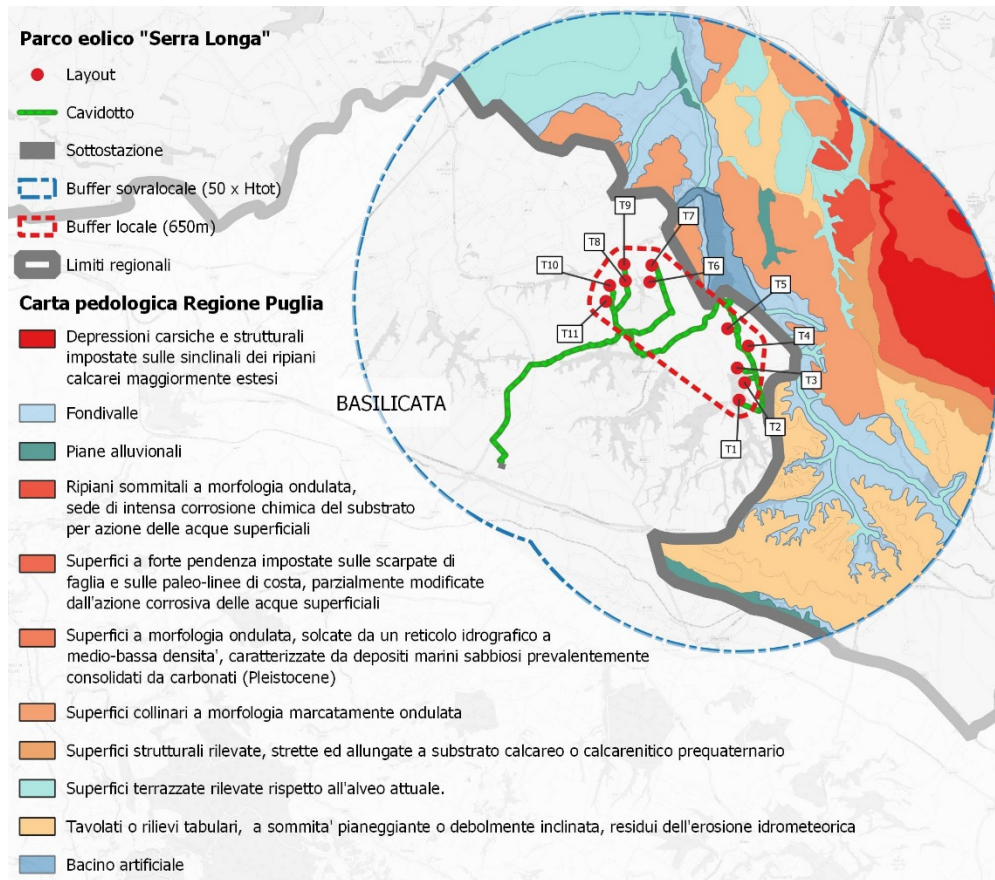 Parco eolico "Serra Longa"
Layout
Cavidotto
Sottostazione
Buffer sovralocale (50 x Htot)
Buffer locale (650m)
Limiti regionali
Carta pedologica Regione Puglia
Depressioni carsiche e strutturali
impostate sulle sinclinali dei ripiani
calcarei maggiormente estesi
Fondivalle
Piane alluvionali
Ripiani sommitali a morfologia ondulata,
sede di intensa corrosione chimica del substrato
per azione delle acque superficiali
Superfici a forte pendenza impostate sulle scarpate di
faglia e sulle paleo-linee di costa, parzialmente modificate
dall'azione corrosiva delle acque superficiali
Superfici a morfologia ondulata, solcate da un reticolo idrografico a
medio-bassa densita', caratterizzate da depositi marini sabbiosi prevalentemente
consolidati da carbonati (Pleistocene)
Superfici collinari a morfologia marcatamente ondulata
Superfici strutturali rilevate, strette ed allungate a substrato calcareo o calcarenitico prequaternario
Superfici terrazzate rilevate rispetto all'alveo attuale.
Tavolati o rilievi tabulari, a sommita' pianeggiante o debolmente inclinata, residui dell'erosione idrometeorica
Bacino artificiale
T9
T7
T8
T10
T6
T5
T11
T4
T3
BASILICATA
T2
T1